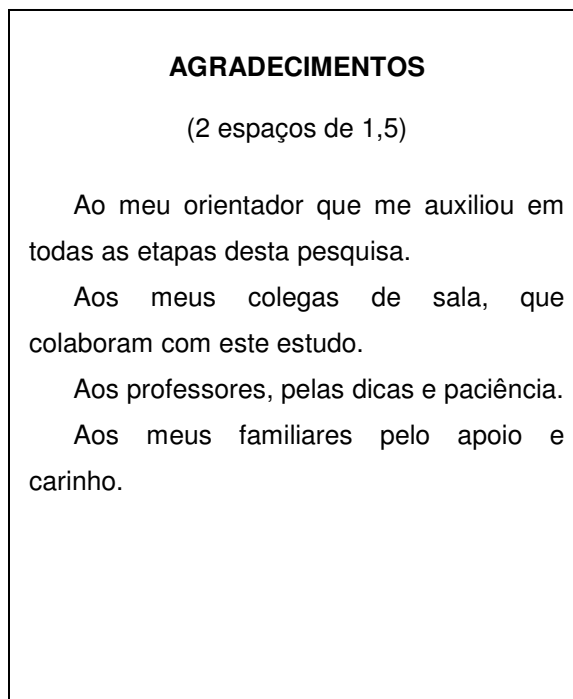 AGRADECIMENTOS
(2 espaços de 1,5)
Ao meu orientador que me auxiliou em
todas as etapas desta pesquisa.
Aos meus colegas de sala, que
colaboram com este estudo.
Aos professores, pelas dicas e paciência.
Aos meus familiares pelo apoio e
carinho.